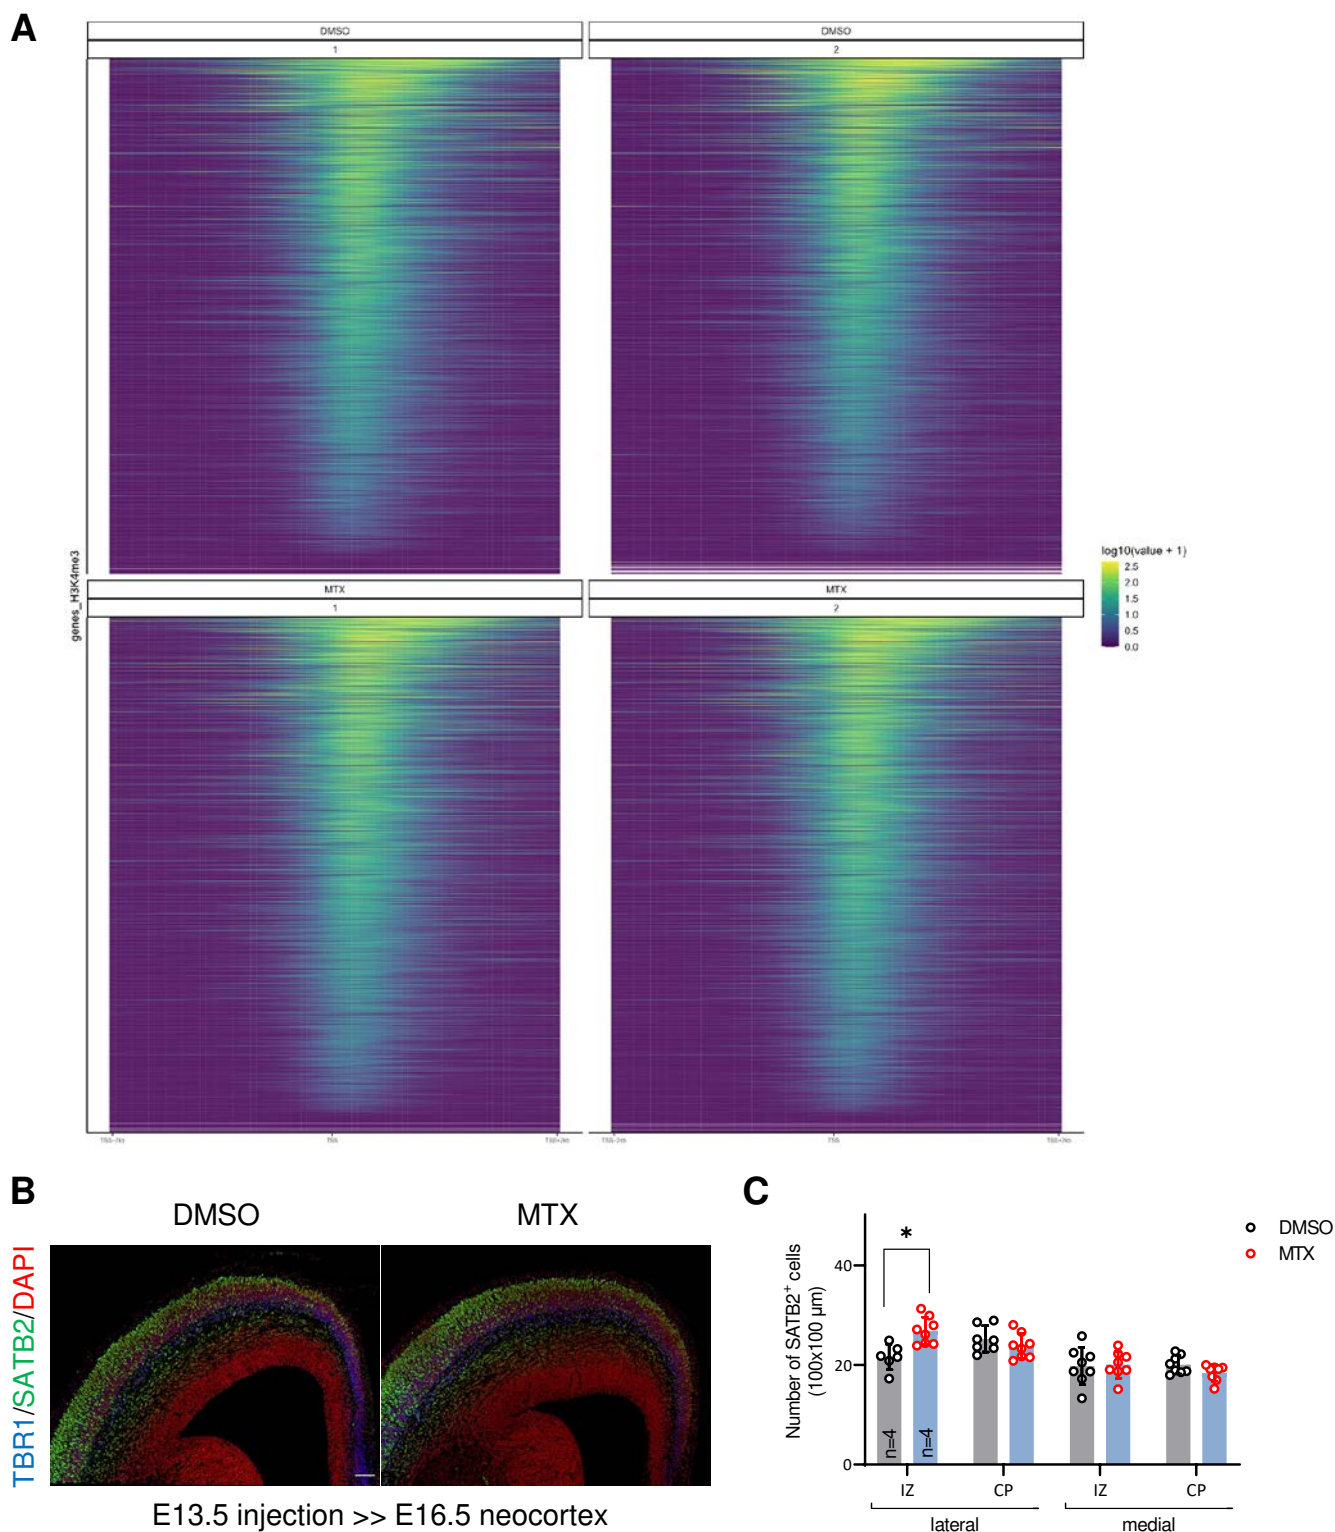 A
DMSO
DMSO
1
2
genes_H3K4me3
log10(value + 1)
2.5
2.0
1.5
1.0
0.5
0.0
MTX
MTX
1
2
TSS
TSS
B
DMSO
MTX
TBR1/SATB2/DAPI
E13.5 injection >> E16.5 neocortex
C
Number of SATB2+ cells
(100x100 µm)
40
20
0
*
n=4
n=4
DMSO
MTX
IZ
CP
IZ
CP
lateral
medial